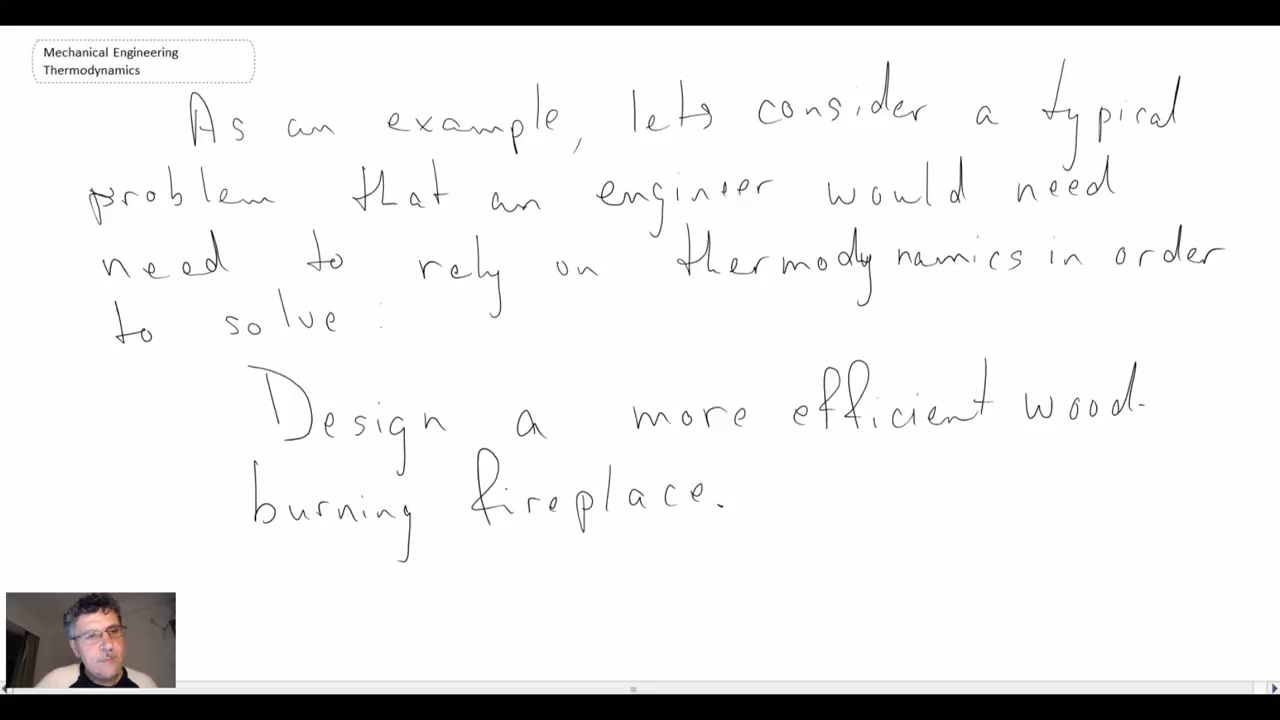 Mechanical Engineering
Thermodynamics
As an example, lets consider a typical
problem that an engineer would need
need to rely on thermodynamics in order
to solve:
Design a more efficient wood-
burning fireplace.